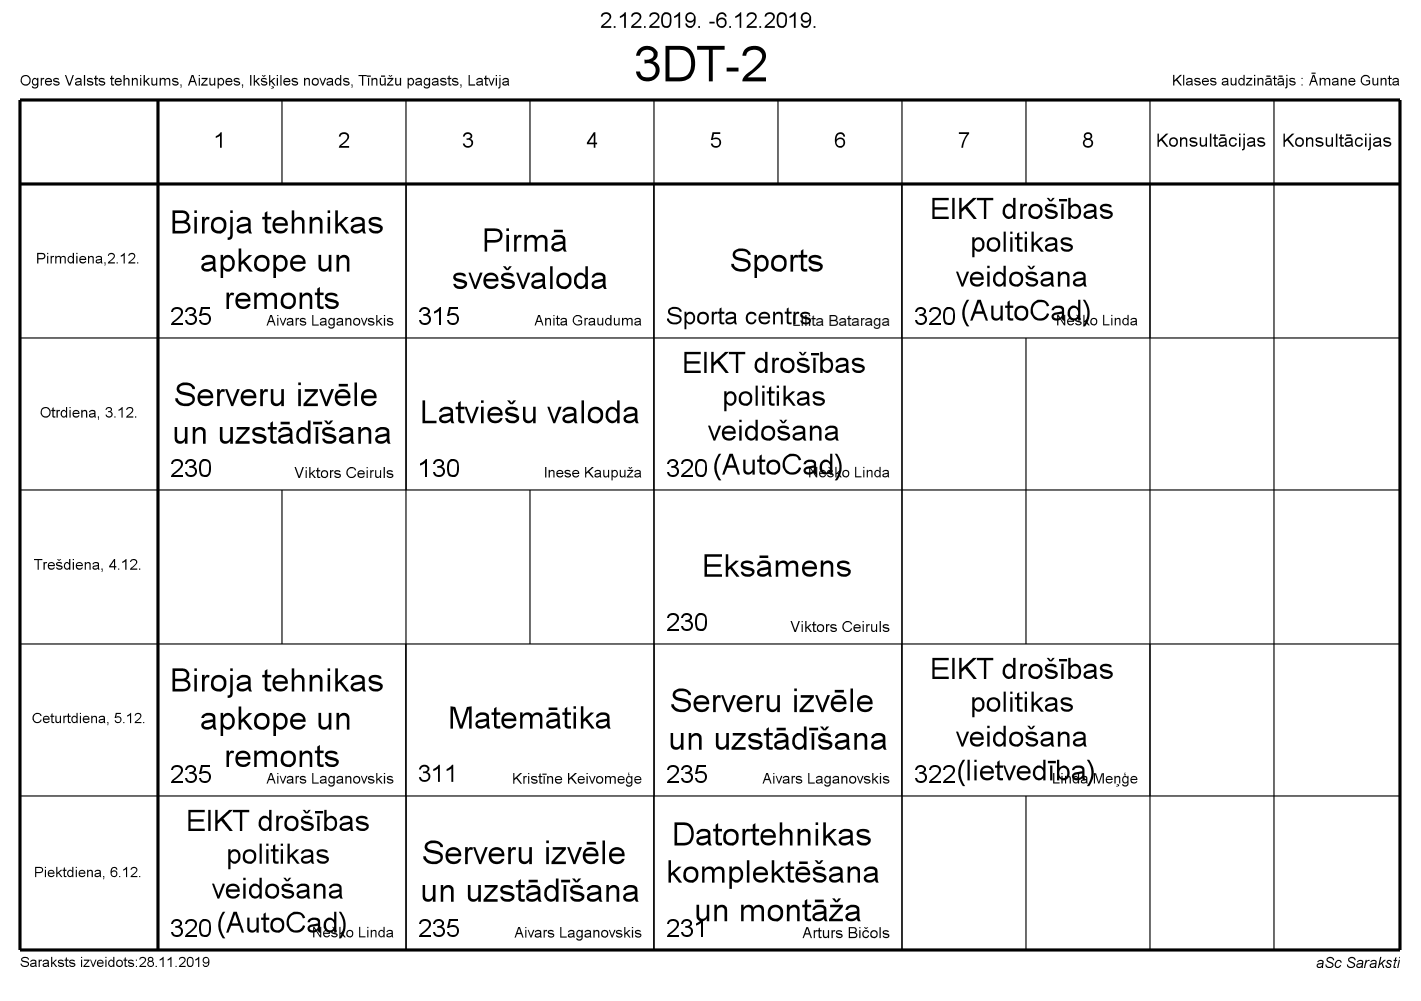 2.12.2019. -6.12.2019.
3DT-2
Ogres Valsts tehnikums, Aizupes, Ikšķiles novads, Tīnūžu pagasts, Latvija
Klases audzinātājs : Āmane Gunta
1 2 3 4 5 6 7 8 Konsultācijas Konsultācijas
Pirmdiena,2.12.
Biroja tehnikas
apkope un
remonts
235 Aivars Laganovskis
Pirmā
svešvaloda
315 Anita Grauduma
Sports
Sporta centrs Bataraga
EIKT drošības
politikas
veidošana
(AutoCad)
320 Neško Linda
Otrdiena, 3.12.
Serveru izvēle
un uzstādīšana
230 Viktors Ceiruls
Latviešu valoda
130 Inese Kaupuža
EIKT drošības
politikas
veidošana
(AutoCad)
320 Neško Linda
Trešdiena, 4.12.
Eksāmens
230 Viktors Ceiruls
Ceturtdiena, 5.12.
Biroja tehnikas
apkope un
remonts
235 Aivars Laganovskis
Matemātika
311 Kristīne Keivomeģe
Serveru izvēle
un uzstādīšana
235 Aivars Laganovskis
EIKT drošības
politikas
veidošana
(lietvedība)
322 Linda Meņģe
Piektdiena, 6.12.
EIKT drošības
politikas
veidošana
(AutoCad)
320 Neško Linda
Serveru izvēle
un uzstādīšana
235 Aivars Laganovskis
Datortehnikas
komplektēšana
un montāža
231 Arturs Bičols
Saraksts izveidots:28.11.2019
aSc Saraksti